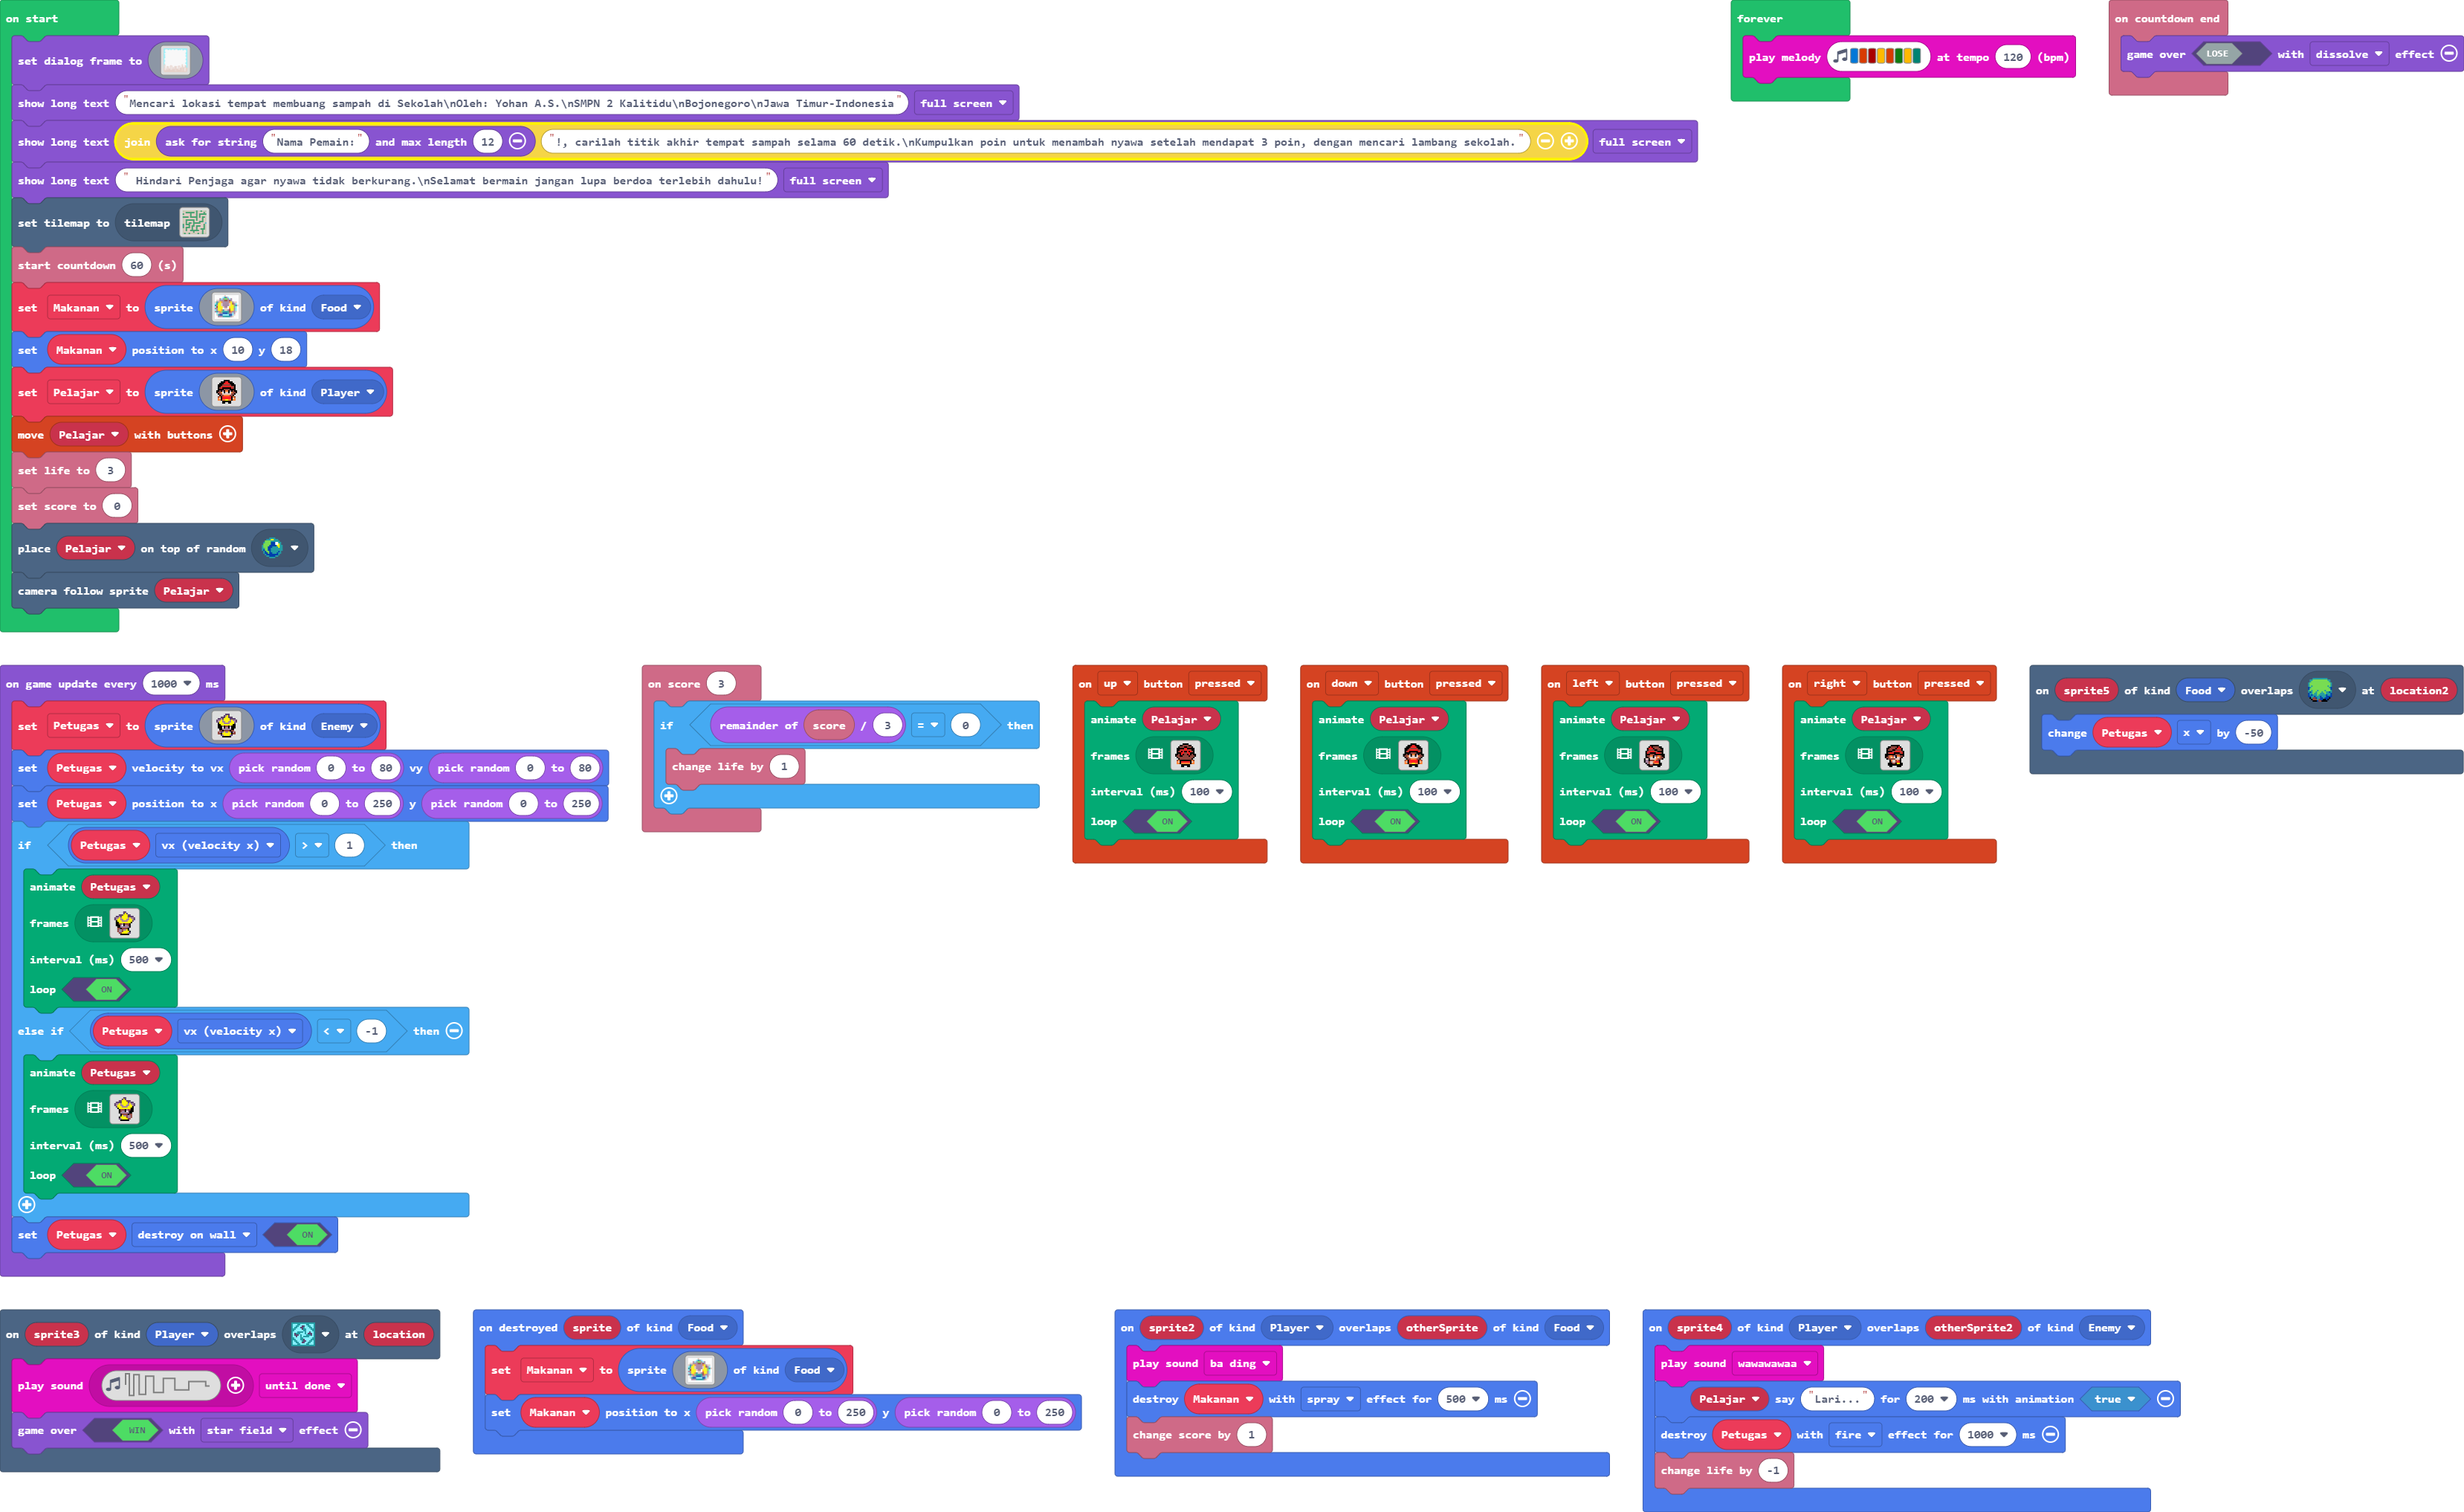 on start
set dialog frame to
show long text "Mencari lokasi tempat membuang sampah di Sekolah\nOleh: Yohan A.S.\nSMPN 2 Kalitidu\nBojonegoro\nJawa Timur-Indonesia" full screen
show long text join ask for string "Nama Pemain:" and max length 12 "!, carilah titik akhir tempat sampah selama 60 detik.\nKumpulkan poin untuk menambah nyawa setelah mendapat 3 poin, dengan mencari lambang sekolah." full screen
show long text " Hindari Penjaga agar nyawa tidak berkurang.\nSelamat bermain jangan lupa berdoa terlebih dahulu!" full screen
set tilemap to tilemap
start countdown 60 (s)
set Makanan to sprite of kind Food
set Makanan position to x 10 y 18
set Pelajar to sprite of kind Player
move Pelajar with buttons
set life to 3
set score to 0
place Pelajar on top of random
camera follow sprite Pelajar
forever
play melody at tempo 120 (bpm)
on countdown end
game over LOSE with dissolve effect
on game update every 1000 ms
set Petugas to sprite of kind Enemy
set Petugas velocity to vx pick random 0 to 80 vy pick random 0 to 80
set Petugas position to x pick random 0 to 250 y pick random 0 to 250
if Petugas vx (velocity x) > 1 then
animate Petugas
frames
interval (ms) 500
loop ON
else if Petugas vx (velocity x) < -1 then
animate Petugas
frames
interval (ms) 500
loop ON
set Petugas destroy on wall ON
on score 3
if remainder of score / 3 = 0 then
change life by 1
on up button pressed
animate Pelajar
frames
interval (ms) 100
loop ON
on down button pressed
animate Pelajar
frames
interval (ms) 100
loop ON
on left button pressed
animate Pelajar
frames
interval (ms) 100
loop ON
on right button pressed
animate Pelajar
frames
interval (ms) 100
loop ON
on sprite5 of kind Food overlaps at location2
change Petugas x by -50
on sprite3 of kind Player overlaps at location
play sound until done
game over WIN with star field effect
on destroyed sprite of kind Food
set Makanan to sprite of kind Food
set Makanan position to x pick random 0 to 250 y pick random 0 to 250
on sprite2 of kind Player overlaps otherSprite of kind Food
play sound ba ding
destroy Makanan with spray effect for 500 ms
change score by 1
on sprite4 of kind Player overlaps otherSprite2 of kind Enemy
play sound wawawawaa
Pelajar say "Lari..." for 200 ms with animation true
destroy Petugas with fire effect for 1000 ms
change life by -1